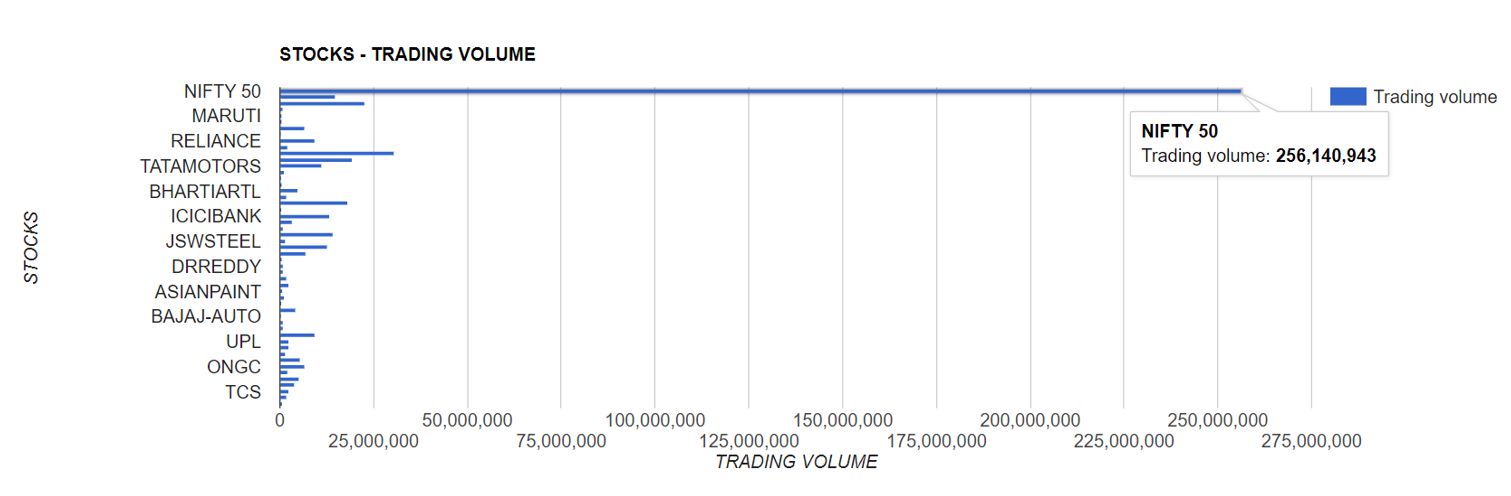 STOCKS - TRADING VOLUME
NIFTY 50
MARUTI
RELIANCE
TATAMOTORS
BHARTIARTL
ICICIBANK
JSWSTEEL
DRREDDY
ASIANPAINT
BAJAJ-AUTO
UPL
ONGC
TCS
STOCKS
Trading volume
NIFTY 50
Trading volume: 256,140,943
0 50,000,000 100,000,000 150,000,000 200,000,000 250,000,000
25,000,000 75,000,000 125,000,000 175,000,000 225,000,000 275,000,000
TRADING VOLUME